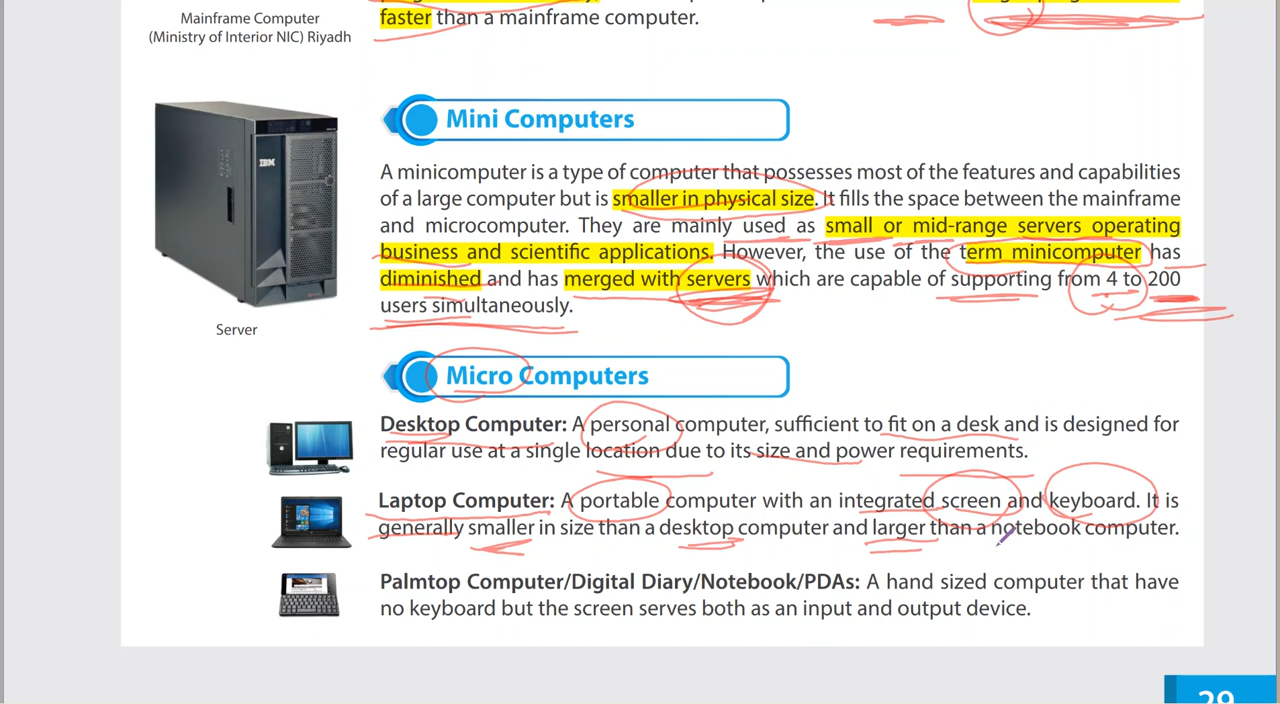 Mainframe Computer
(Ministry of Interior NIC) Riyadh
faster than a mainframe computer.
Mini Computers
A minicomputer is a type of computer that possesses most of the features and capabilities
of a large computer but is smaller in physical size. It fills the space between the mainframe
and microcomputer. They are mainly used as small or mid-range servers operating
business and scientific applications. However, the use of the term minicomputer has
diminished and has merged with servers which are capable of supporting from 4 to 200
users simultaneously.
IBM
Server
Micro Computers
Desktop Computer: A personal computer, sufficient to fit on a desk and is designed for
regular use at a single location due to its size and power requirements.
Laptop Computer: A portable computer with an integrated screen and keyboard. It is
generally smaller in size than a desktop computer and larger than a notebook computer.
Palmtop Computer/Digital Diary/Notebook/PDAs: A hand sized computer that have
no keyboard but the screen serves both as an input and output device.
29